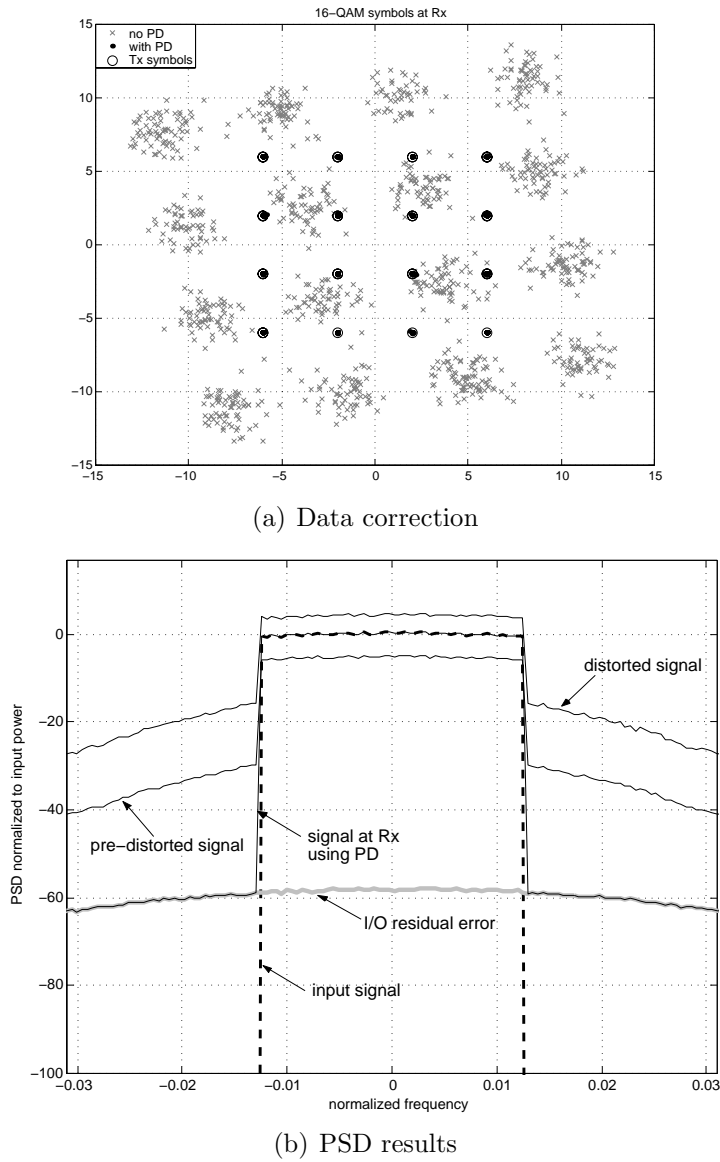 16−QAM symbols at Rx
15
no PD
with PD
Tx symbols
10
5
0
−5
−10
−15
−15
−10
−5
0
5
10
15
(a) Data correction
0
distorted signal
−20
−40
pre−distorted signal
signal at Rx
using PD
−60
I/O residual error
−80
input signal
−100
−0.03
−0.02
−0.01
0
0.01
0.02
0.03
PSD normalized to input power
normalized frequency
(b) PSD results